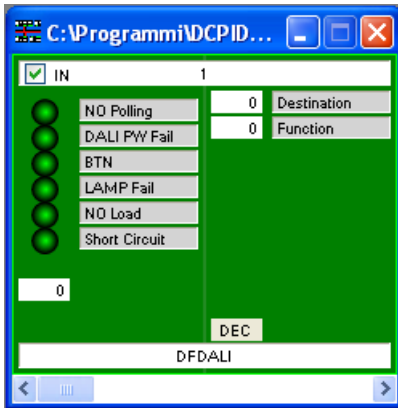 C:\Programmi\DCPID...
IN 1
NO Polling
DALI PW Fail
BTN
LAMP Fail
NO Load
Short Circuit
0
0 Destination
0 Function
DEC
DFDALI